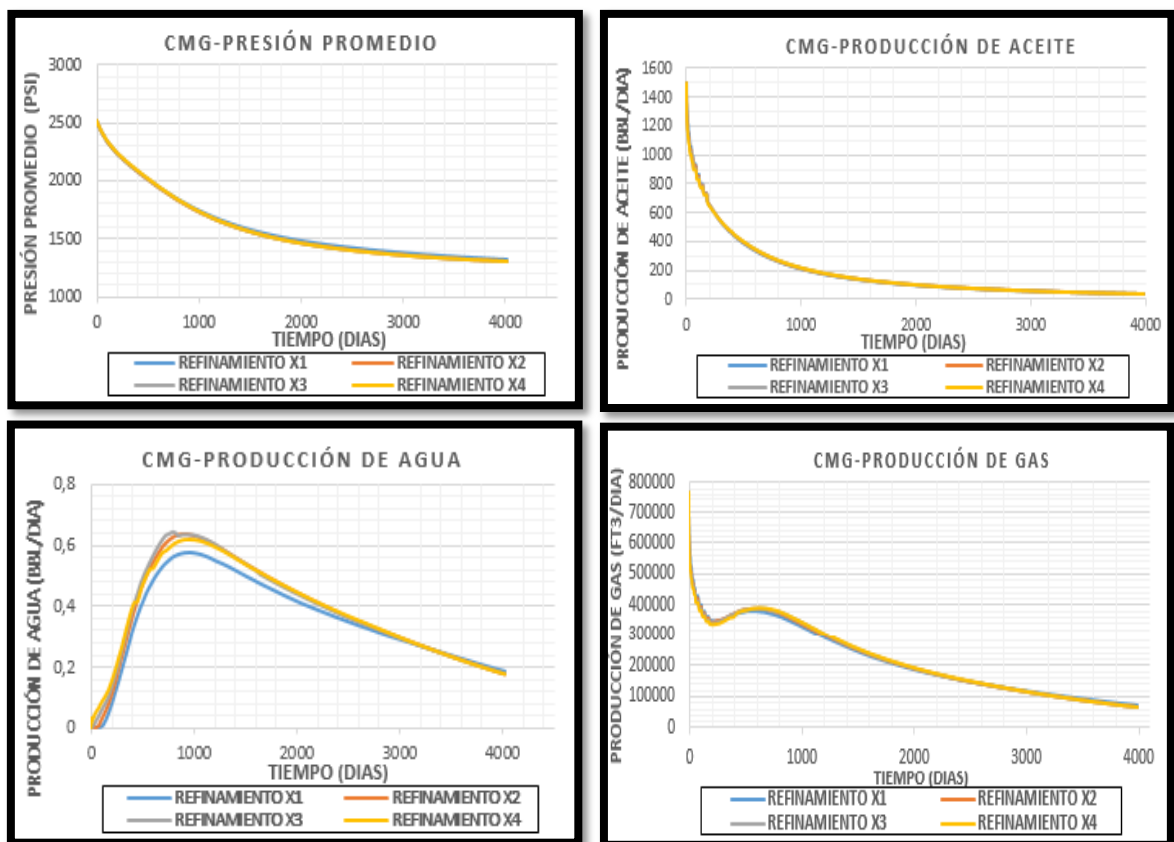 CMG-PRESIÓN PROMEDIO
PRESIÓN PROMEDIO (PSI)
3000
2500
2000
1500
1000
0 1000 2000 3000 4000
TIEMPO (DIAS)
REFINAMIENTO X1 REFINAMIENTO X2
REFINAMIENTO X3 REFINAMIENTO X4
CMG-PRODUCCIÓN DE ACEITE
PRODUCCIÓN DE ACEITE (BBL/DIA)
1600
1400
1200
1000
800
600
400
200
0
0 1000 2000 3000 4000
TIEMPO (DIAS)
REFINAMIENTO X1 REFINAMIENTO X2
REFINAMIENTO X3 REFINAMIENTO X4
CMG-PRODUCCIÓN DE AGUA
PRODUCCIÓN DE AGUA (BBL/DIA)
0,8
0,6
0,4
0,2
0
0 1000 2000 3000 4000
TIEMPO (DIAS)
REFINAMIENTO X1 REFINAMIENTO X2
REFINAMIENTO X3 REFINAMIENTO X4
CMG-PRODUCCIÓN DE GAS
PRODUCCIÓN DE GAS (FT3/DIA)
800000
700000
600000
500000
400000
300000
200000
100000
0
0 1000 2000 3000 4000
TIEMPO (DIAS)
REFINAMIENTO X1 REFINAMIENTO X2
REFINAMIENTO X3 REFINAMIENTO X4